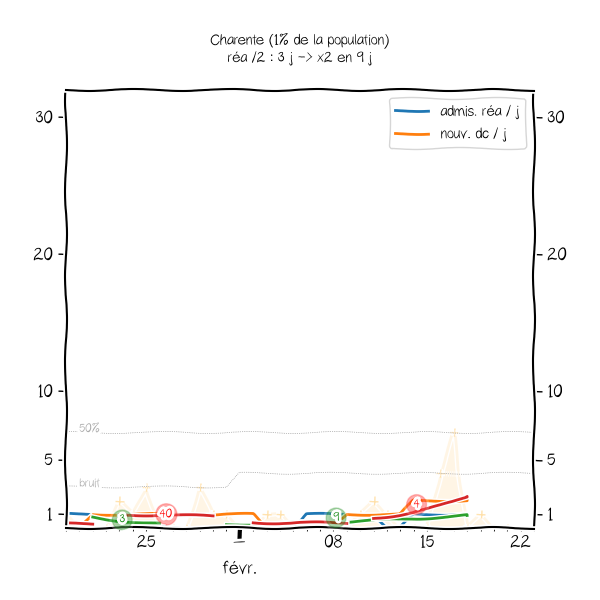 Charente (1% de la population)
réa /2 : 3 j -> x2 en 9 j
admis. réa / j
nouv. dc / j
30 30
20 20
10 10
50%
5 5
bruit
1 3 40 9 4 1
25 1 08 15 22
févr.